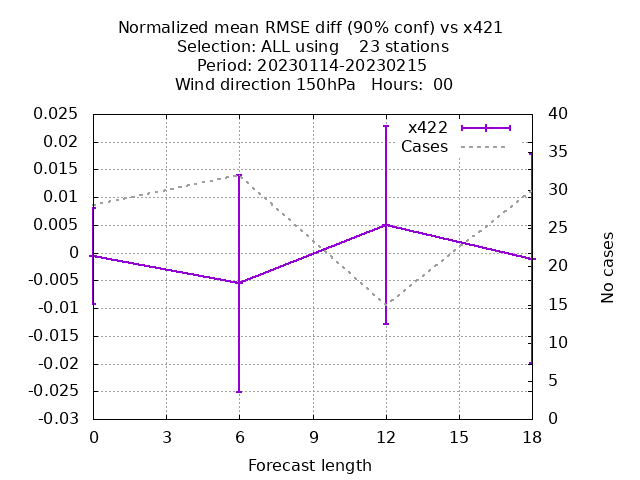 Normalized mean RMSE diff (90% conf) vs x421
Selection: ALL using    23 stations
Period: 20230114-20230215
Wind direction 150hPa   Hours:  00
0.025
0.02
0.015
0.01
0.005
0
-0.005
-0.01
-0.015
-0.02
-0.025
-0.03
x422
Cases
40
35
30
25
20
15
10
5
0
No cases
0 3 6 9 12 15 18
Forecast length